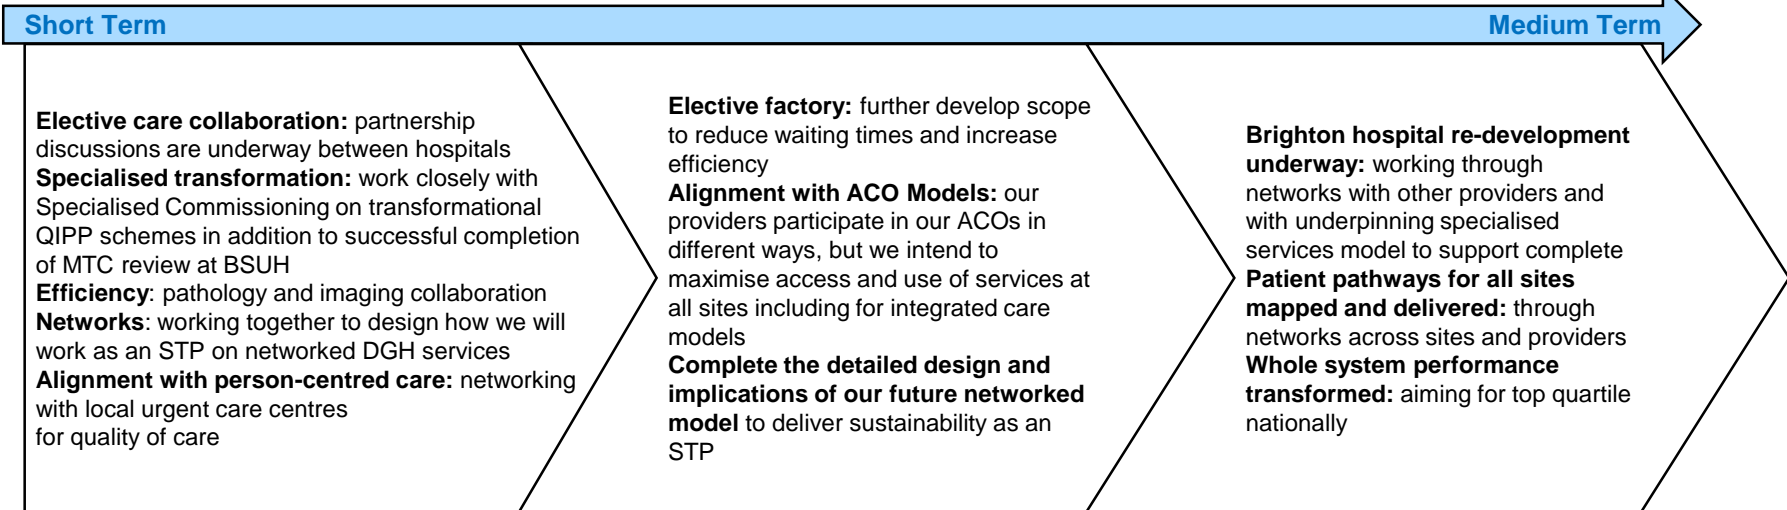 Short Term
Medium Term
Elective care collaboration: partnership
discussions are underway between hospitals
Specialised transformation: work closely with
Specialised Commissioning on transformational
QIPP schemes in addition to successful completion
of MTC review at BSUH
Efficiency: pathology and imaging collaboration
Networks: working together to design how we will
work as an STP on networked DGH services
Alignment with person-centred care: networking
with local urgent care centres
for quality of care
Elective factory: further develop scope
to reduce waiting times and increase
efficiency
Alignment with ACO Models: our
providers participate in our ACOs in
different ways, but we intend to
maximise access and use of services at
all sites including for integrated care
models
Complete the detailed design and
implications of our future networked
model to deliver sustainability as an
STP
Brighton hospital re-development
underway: working through
networks with other providers and
with underpinning specialised
services model to support complete
Patient pathways for all sites
mapped and delivered: through
networks across sites and providers
Whole system performance
transformed: aiming for top quartile
nationally